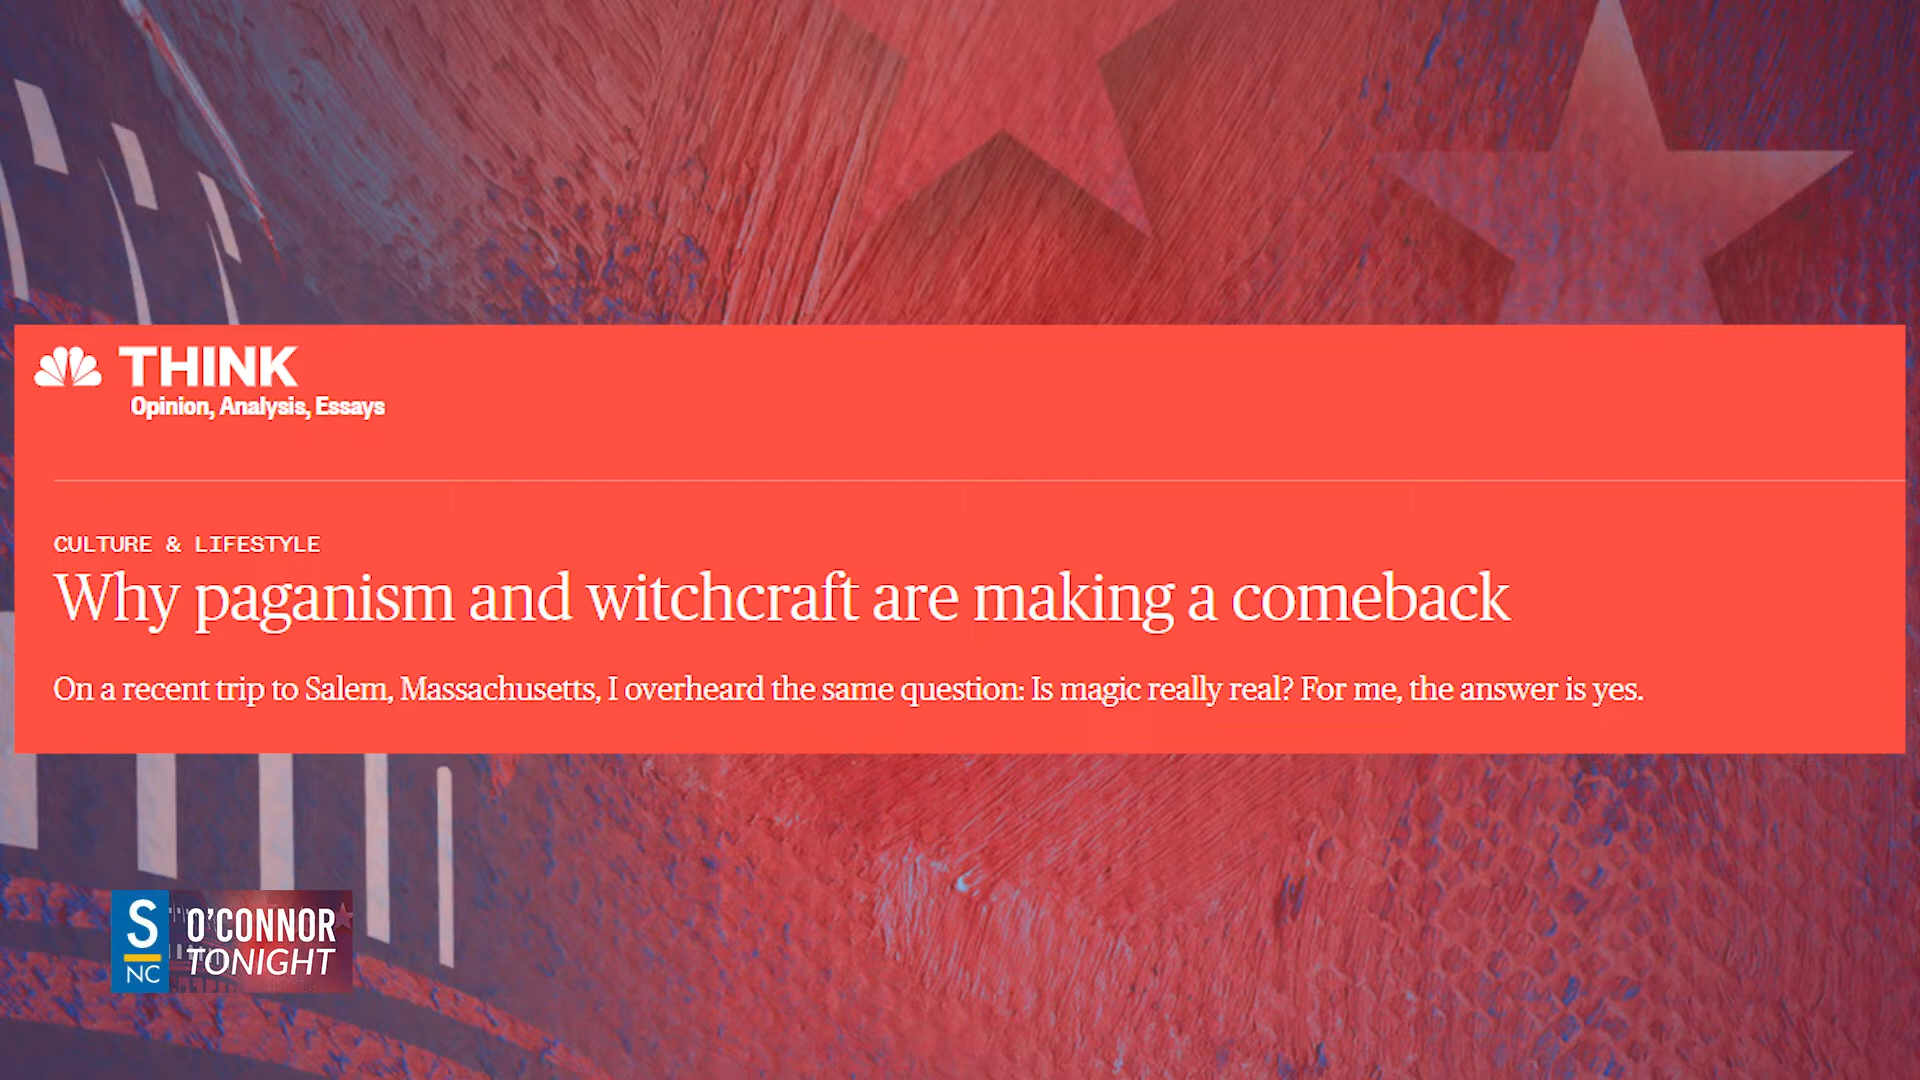 THINK
Opinion, Analysis, Essays
CULTURE & LIFESTYLE
Why paganism and witchcraft are making a comeback
On a recent trip to Salem, Massachusetts, I overheard the same question: Is magic really real? For me, the answer is yes.
S
NC
O'CONNOR
TONIGHT